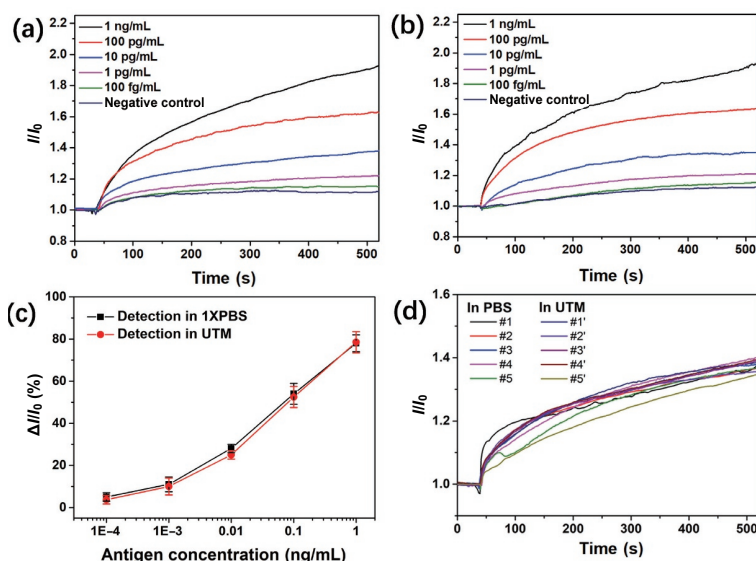 (a)
1 ng/mL
100 pg/mL
10 pg/mL
1 pg/mL
100 fg/mL
Negative control
2.2
2.0
1.8
1.6
1.4
1.2
1.0
0.8
I/I0
0 100 200 300 400 500
Time (s)
(b)
1 ng/mL
100 pg/mL
10 pg/mL
1 pg/mL
100 fg/mL
Negative control
2.2
2.0
1.8
1.6
1.4
1.2
1.0
0.8
I/I0
0 100 200 300 400 500
Time (s)
(c)
Detection in 1XPBS
Detection in UTM
100
80
60
40
20
0
ΔI/I0 (%)
1E−4 1E−3 0.01 0.1 1
Antigen concentration (ng/mL)
(d)
In PBS In UTM
#1 #1'
#2 #2'
#3 #3'
#4 #4'
#5 #5'
1.6
1.4
1.2
1.0
0.8
I/I0
0 100 200 300 400 500
Time (s)